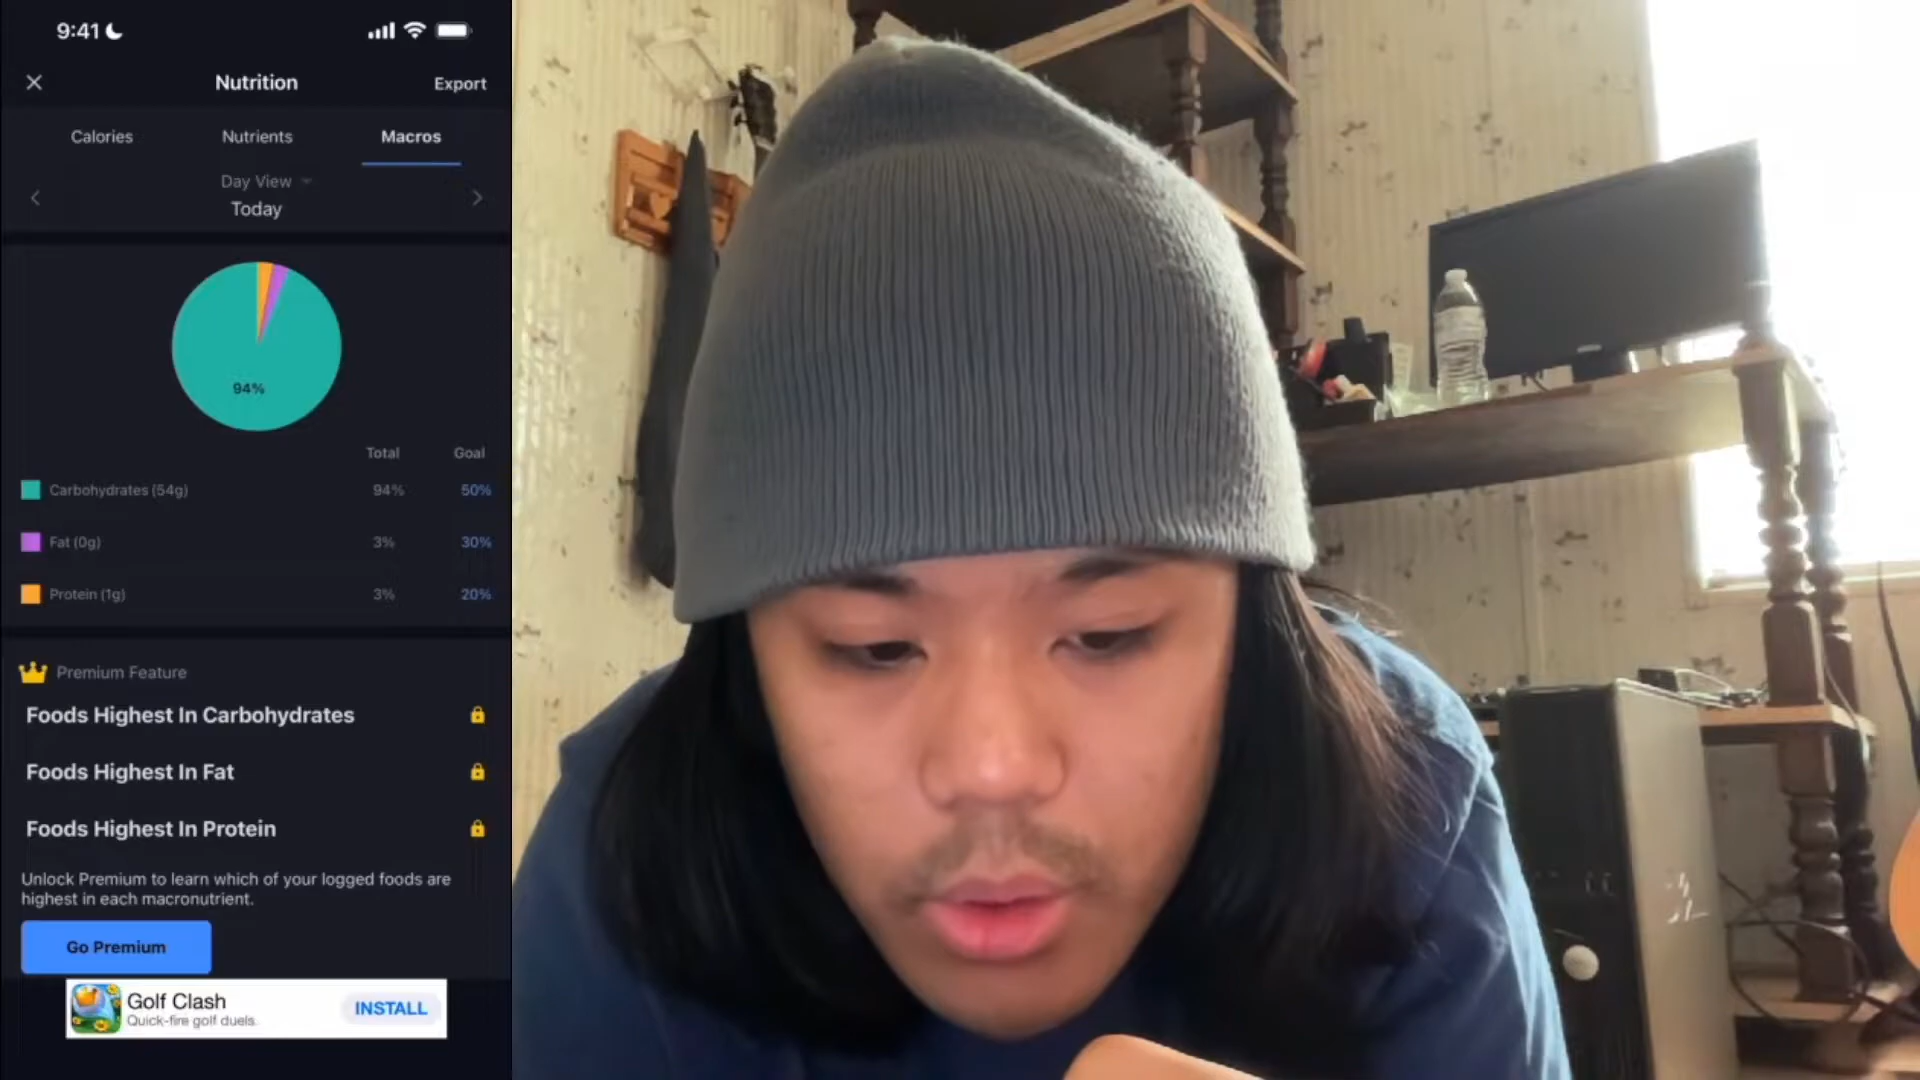 9:41
Nutrition
Export
Calories
Nutrients
Macros
Day View
Today
94%
Total
Goal
Carbohydrates (54g)
94%
50%
Fat (0g)
3%
30%
Protein (1g)
3%
20%
Premium Feature
Foods Highest In Carbohydrates
Foods Highest In Fat
Foods Highest In Protein
Unlock Premium to learn which of your logged foods are
highest in each macronutrient.
Go Premium
Golf Clash
Quick-fire golf duels.
INSTALL